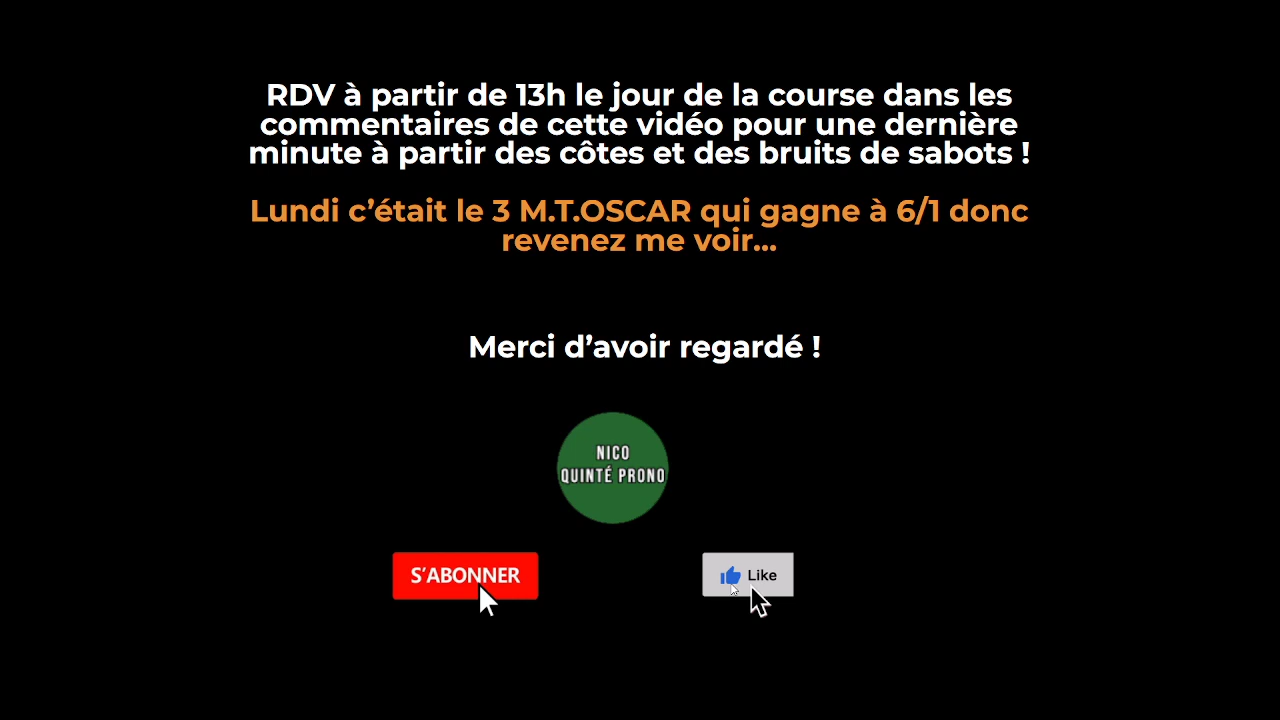 RDV à partir de 13h le jour de la course dans les
commentaires de cette vidéo pour une dernière
minute à partir des côtes et des bruits de sabots !
Lundi c’était le 3 M.T.OSCAR qui gagne à 6/1 donc
revenez me voir...
Merci d’avoir regardé !
NICO
QUINTÉ PRONO
S’ABONNER
Like